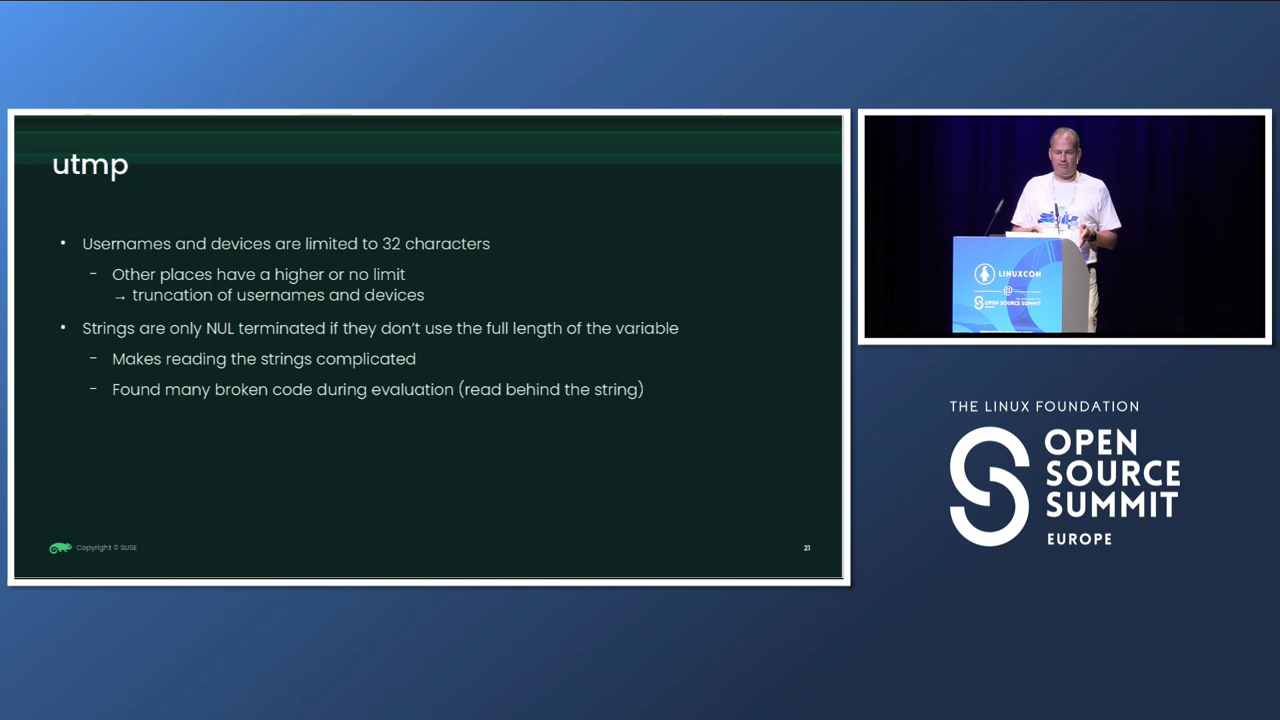 utmp
• Usernames and devices are limited to 32 characters
- Other places have a higher or no limit
→ truncation of usernames and devices
• Strings are only NUL terminated if they don't use the full length of the variable
- Makes reading the strings complicated
- Found many broken code during evaluation (read behind the string)
Copyright © SUSE
21
LINUXCON
@
OPEN SOURCE SUMMIT
THE LINUX FOUNDATION
OPEN
SOURCE
SUMMIT
EUROPE